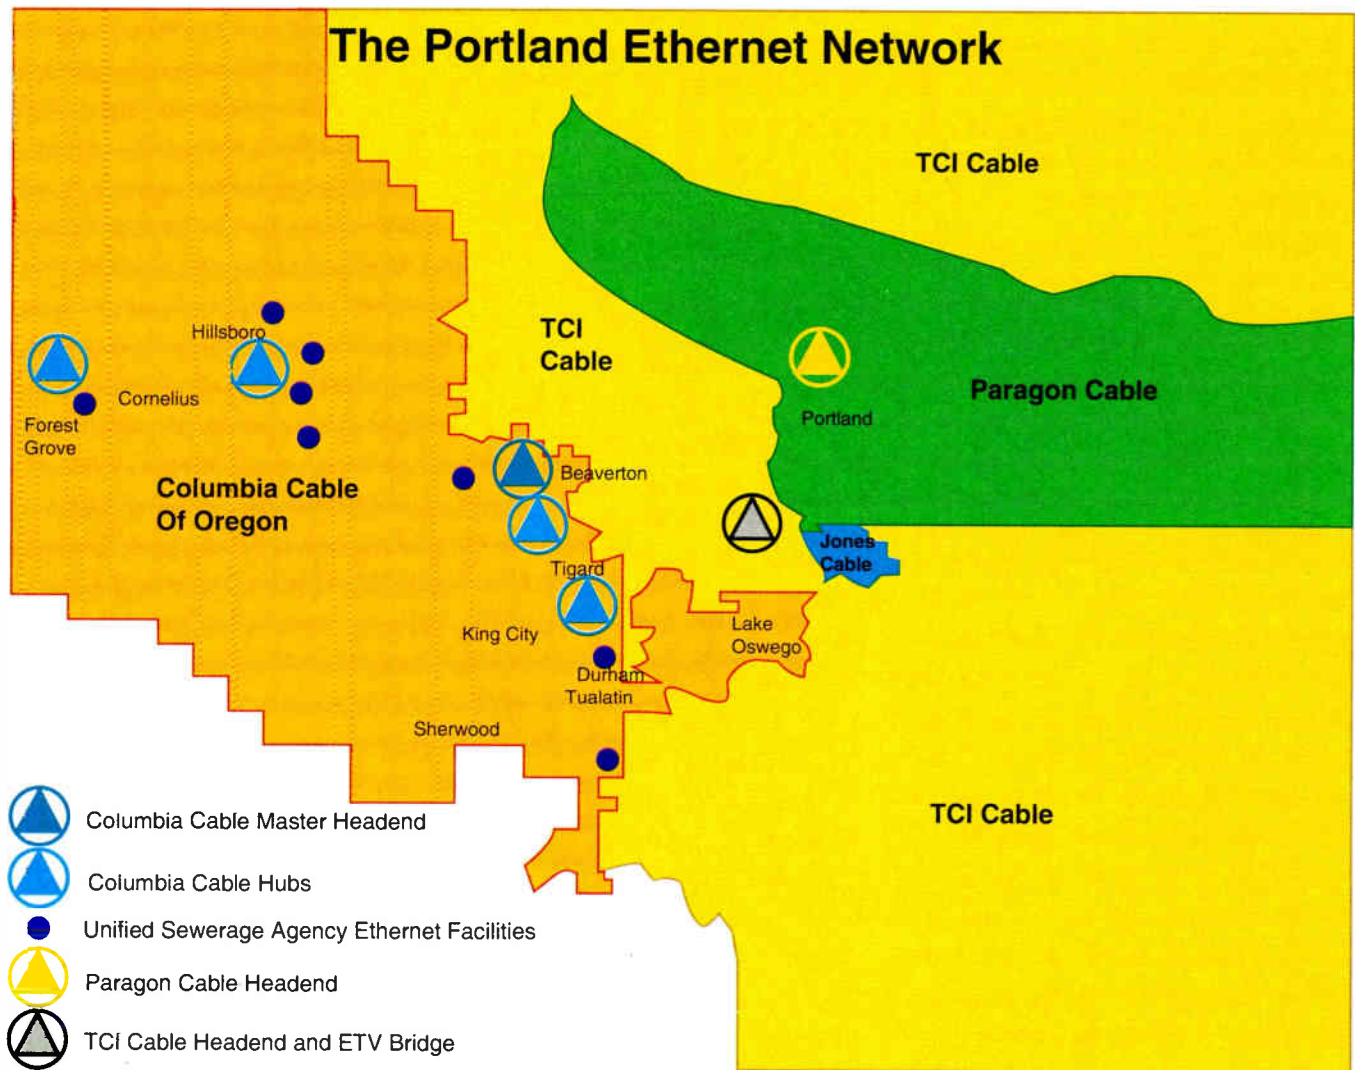 The Portland Ethernet Network
TCI Cable
TCI
Cable
Hillsboro
Paragon Cable
Cornelius
Portland
Forest
Grove
Beaverton
Columbia Cable
Of Oregon
Jones
Cable
Tigard
King City
Lake
Oswego
Durham
Tualatin
Sherwood
TCI Cable
Columbia Cable Master Headend
Columbia Cable Hubs
Unified Sewerage Agency Ethernet Facilities
Paragon Cable Headend
TCI Cable Headend and ETV Bridge